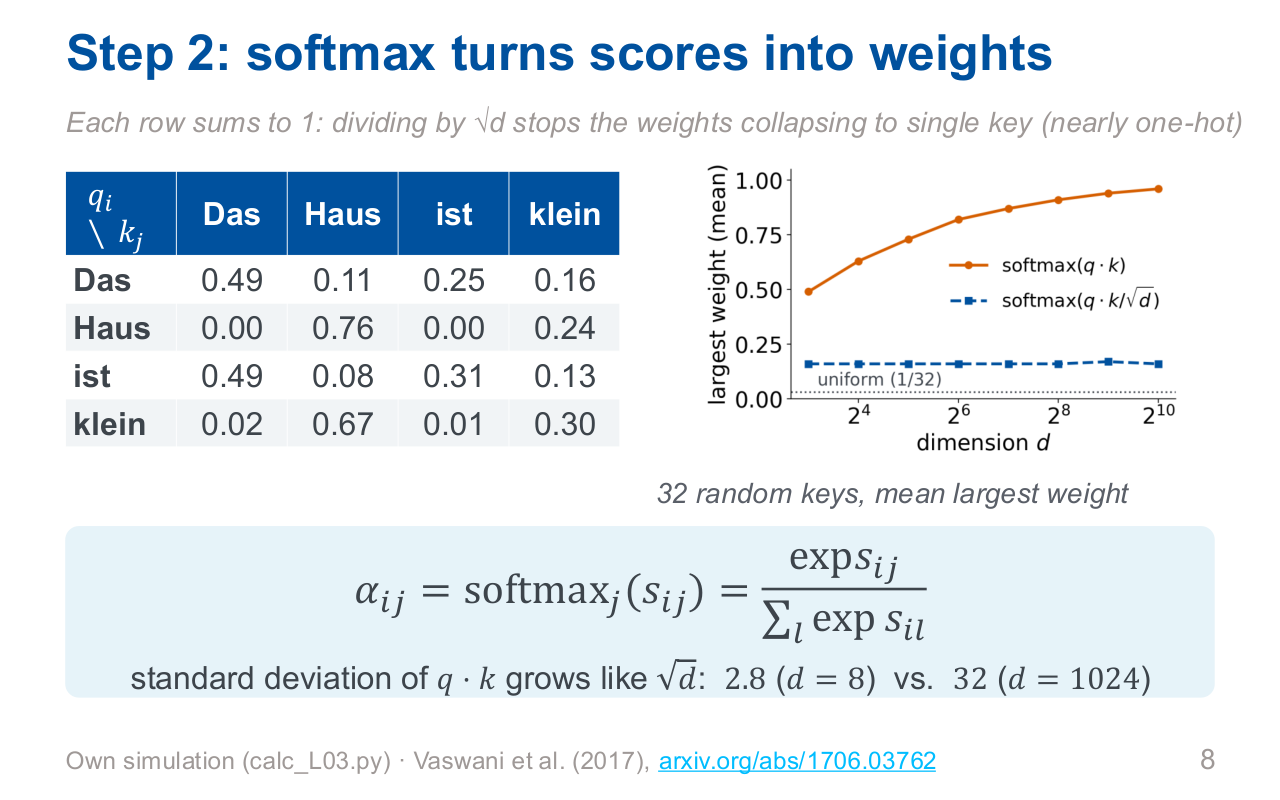 Step 2: softmax turns scores into weights
Each row sums to 1: dividing by √d stops the weights collapsing to single key (nearly one-hot)
q_i \ k_j Das Haus ist klein
Das 0.49 0.11 0.25 0.16
Haus 0.00 0.76 0.00 0.24
ist 0.49 0.08 0.31 0.13
klein 0.02 0.67 0.01 0.30
largest weight (mean)
1.00
0.75
0.50
0.25
0.00
softmax(q · k)
softmax(q · k/√d)
uniform (1/32)
2^4 2^6 2^8 2^10
dimension d
32 random keys, mean largest weight
α_ij = softmax_j(s_ij) = exp s_ij / ∑_l exp s_il
standard deviation of q · k grows like √d: 2.8 (d = 8) vs. 32 (d = 1024)
Own simulation (calc_L03.py) · Vaswani et al. (2017), arxiv.org/abs/1706.03762
8